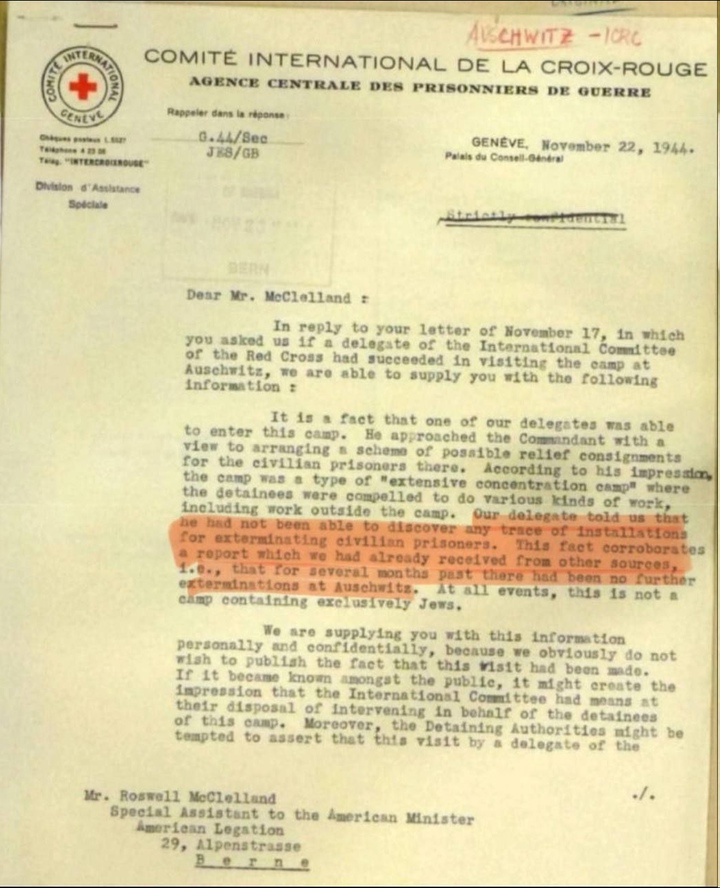 AUSCHWITZ - ICRC
COMITÉ INTERNATIONAL DE LA CROIX-ROUGE
AGENCE CENTRALE DES PRISONNIERS DE GUERRE
COMITÉ INTERNATIONAL GENÈVE
Rappeler dans la réponse:
G.44/Sec
JES/GB
Chèques postaux I. 5527
Téléphone 4 23 05
Télég. "INTERCROIXROUGE"
Division d'Assistance
Spéciale
GENÈVE, November 22, 1944.
Palais du Conseil-Général
Strictly confidential
BERN
Dear Mr. McClelland :
In reply to your letter of November 17, in which
you asked us if a delegate of the International Committee
of the Red Cross had succeeded in visiting the camp at
Auschwitz, we are able to supply you with the following
information :
It is a fact that one of our delegates was able
to enter this camp. He approached the Commandant with a
view to arranging a scheme of possible relief consignments
for the civilian prisoners there. According to his impression,
the camp was a type of "extensive concentration camp" where
the detainees were compelled to do various kinds of work,
including work outside the camp. Our delegate told us that
he had not been able to discover any trace of installations
for exterminating civilian prisoners. This fact corroborates
a report which we had already received from other sources,
i.e., that for several months past there had been no further
exterminations at Auschwitz. At all events, this is not a
camp containing exclusively Jews.
We are supplying you with this information
personally and confidentially, because we obviously do not
wish to publish the fact that this visit had been made.
If it became known amongst the public, it might create the
impression that the International Committee had means at
their disposal of intervening in behalf of the detainees
of this camp. Moreover, the Detaining Authorities might be
tempted to assert that this visit by a delegate of the
./.
Mr. Roswell McClelland
Special Assistant to the American Minister
American Legation
29, Alpenstrasse
B e r n e